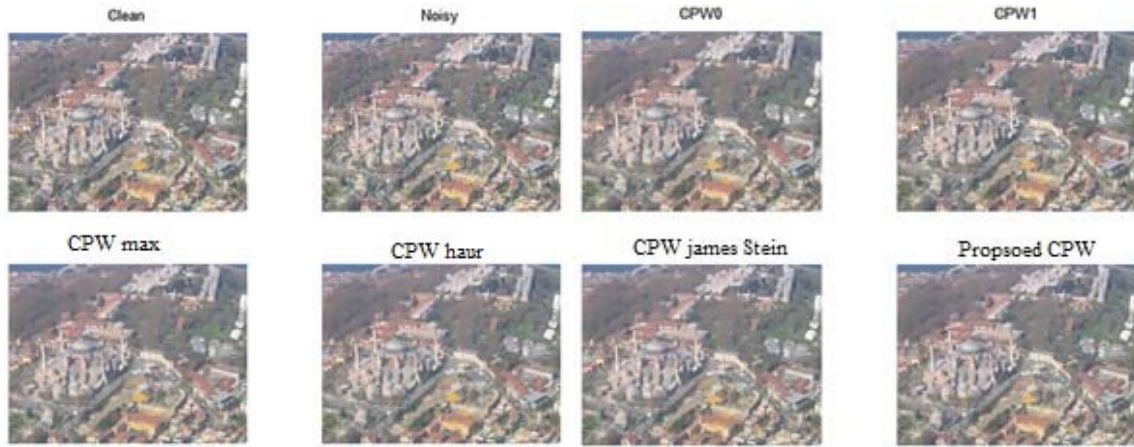 Clean
Noisy
CPW0
CPW1
CPW max
CPW haur
CPW james Stein
Propsoed CPW